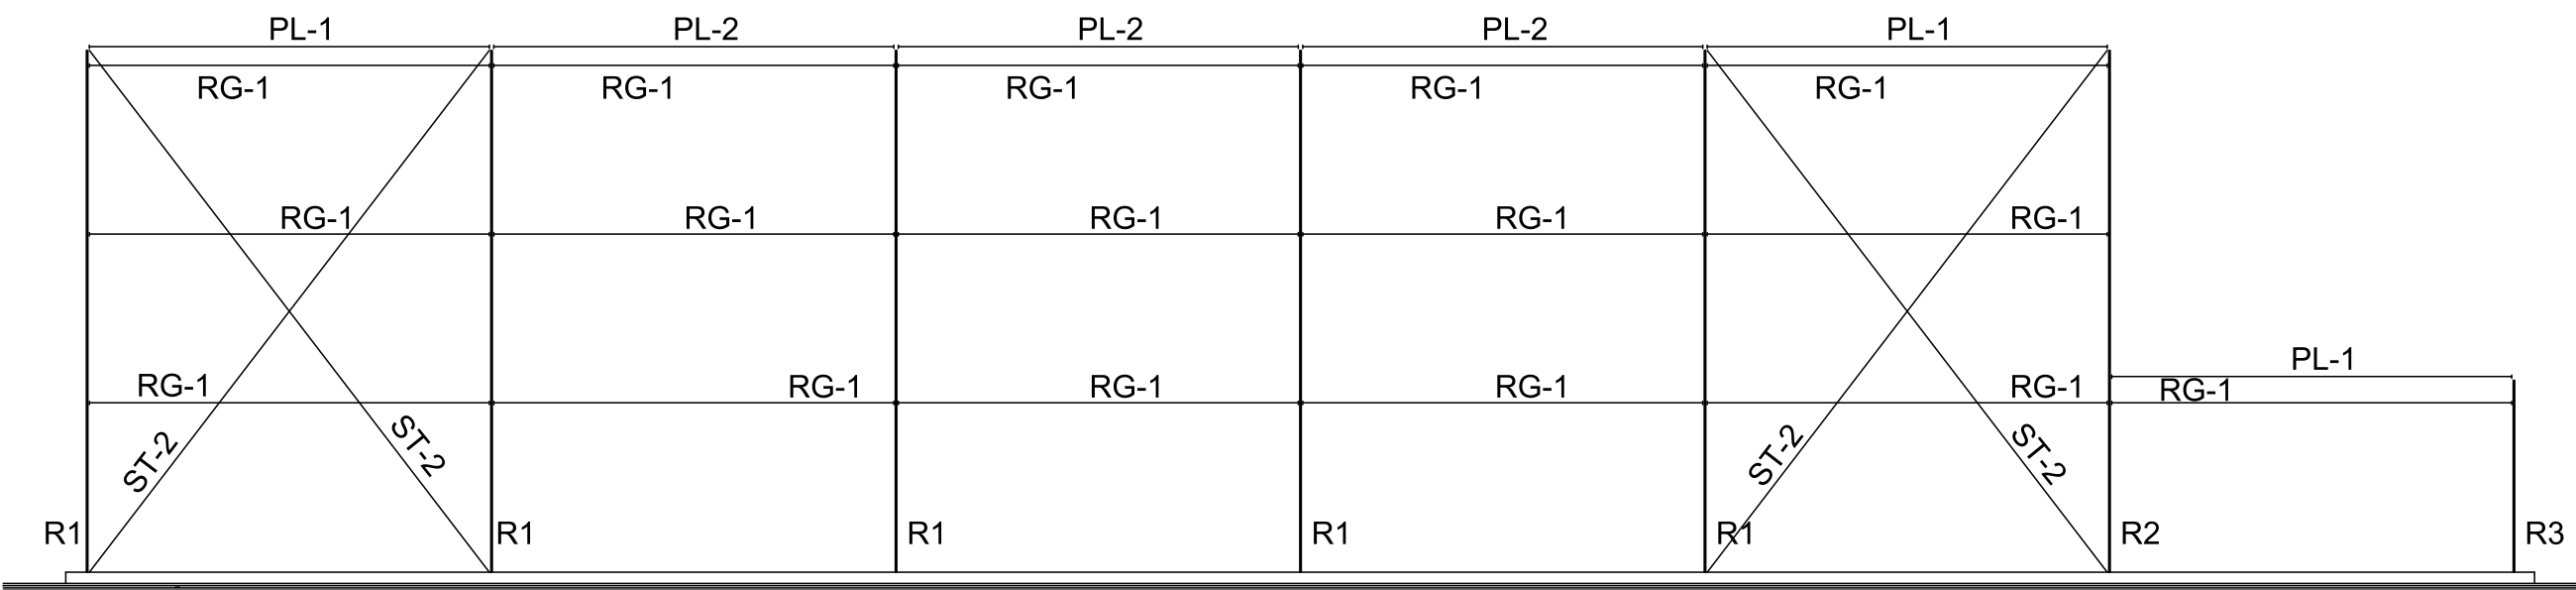 PL-1 PL-2 PL-2 PL-2 PL-1
RG-1 RG-1 RG-1 RG-1 RG-1
RG-1 RG-1 RG-1 RG-1 RG-1
PL-1
RG-1 RG-1 RG-1 RG-1 RG-1 RG-1
ST-2 ST-2 ST-2 ST-2
R1 R1 R1 R1 R1 R2 R3